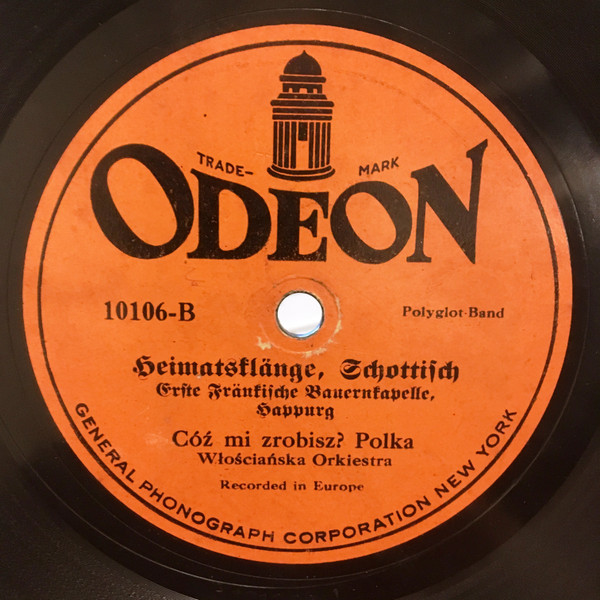 TRADE- MARK
ODEON
10106-B
Polyglot-Band
Heimatsklänge, Schottisch
Erste Fränkische Bauernkapelle,
Happurg
Cóź mi zrobisz? Polka
Włościańska Orkiestra
Recorded in Europe
GENERAL PHONOGRAPH CORPORATION NEW YORK